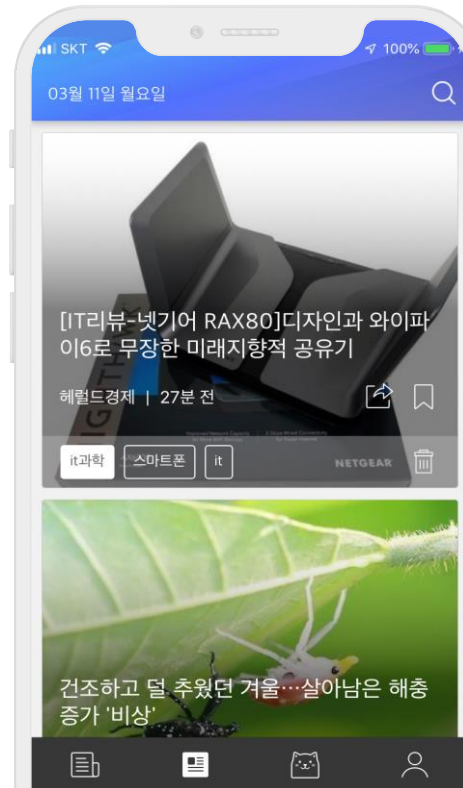 SKT
100%
03월 11일 월요일
[IT리뷰-넷기어 RAX80]디자인과 와이파
이6로 무장한 미래지향적 공유기
헤럴드경제 | 27분 전
it과학
스마트폰
it
NETGEAR
건조하고 덜 추웠던 겨울…살아남은 해충
증가 '비상'